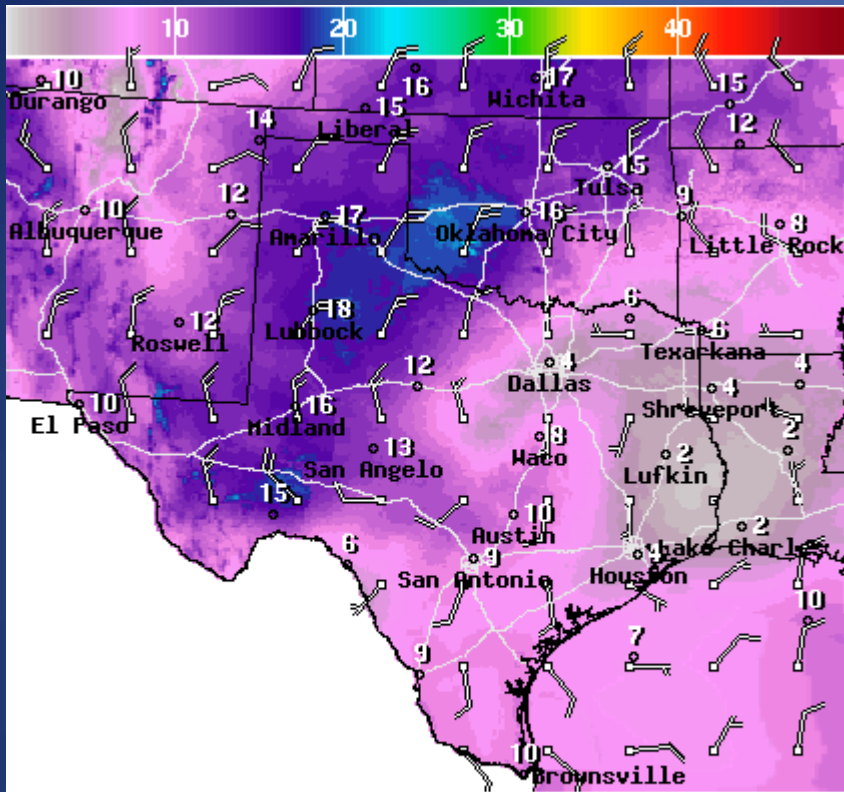 10 20 30 40
10
16
17
Wichita
15
Durango
15
Liberal
14
12
15
Tulsa
10
12
17
16
9
8
Albuquerque
Amarillo
Oklahoma City
Little Rock
12
18
6
6
Roswell
Lubbock
Texarkana
12
4
Dallas
4
4
10
16
Shreveport
El Paso
Midland
13
8
2
2
San Angelo
Waco
Lufkin
15
10
2
Austin
Lake Charl
6
9
4
San Antonio
Houston
10
7
9
10
Brownsville